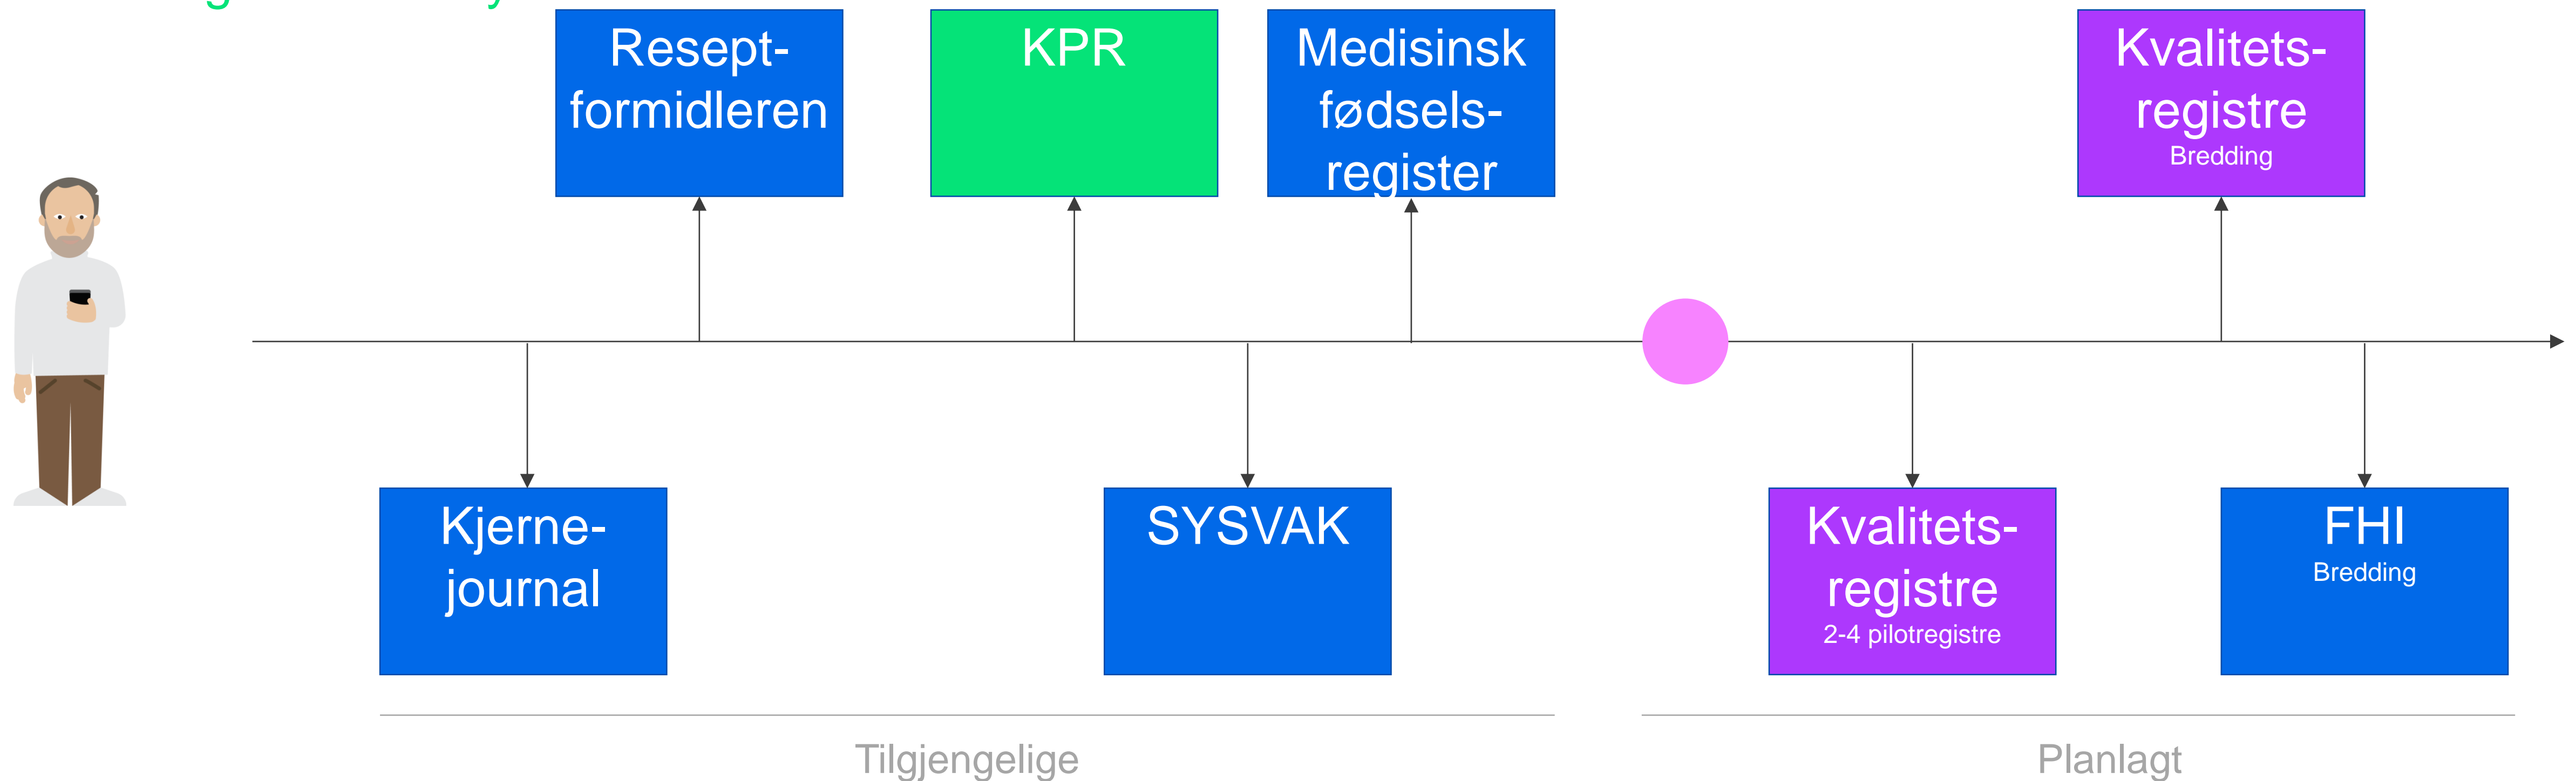 Resept-
formidleren
KPR
Medisinsk
fødsels-
register
Kvalitets-
registre
Bredding
Kjerne-
journal
SYSVAK
Kvalitets-
registre
2-4 pilotregistre
FHI
Bredding
Tilgjengelige
Planlagt